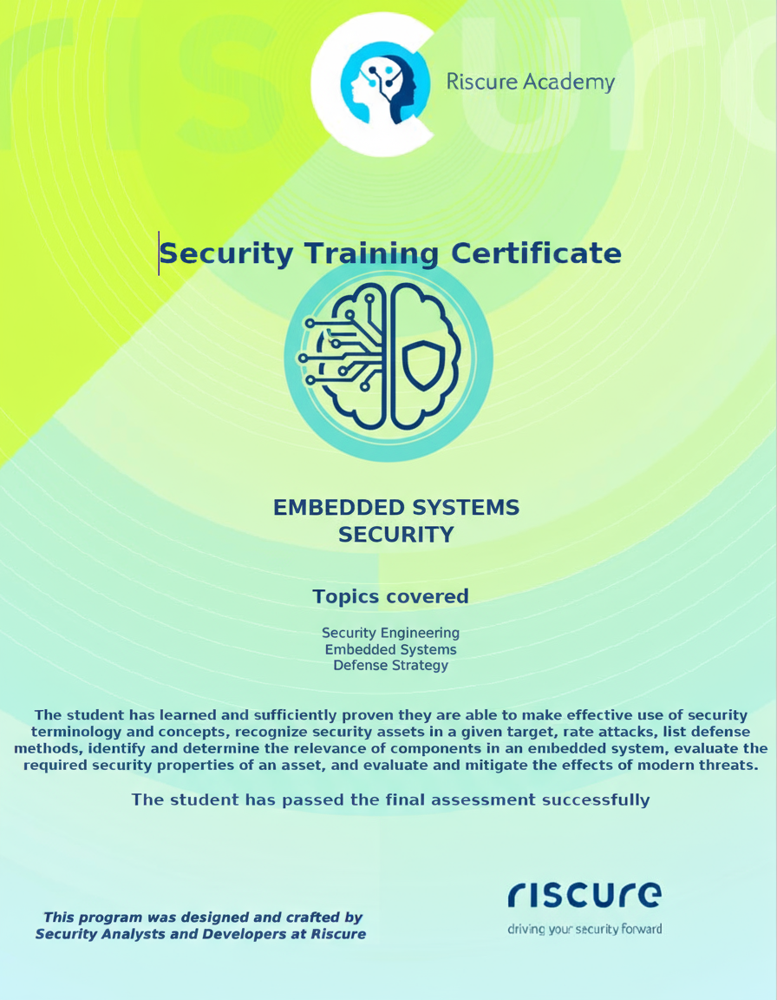 riscure
Riscure Academy
Security Training Certificate
EMBEDDED SYSTEMS
SECURITY
Topics covered
Security Engineering
Embedded Systems
Defense Strategy
The student has learned and sufficiently proven they are able to make effective use of security
terminology and concepts, recognize security assets in a given target, rate attacks, list defense
methods, identify and determine the relevance of components in an embedded system, evaluate the
required security properties of an asset, and evaluate and mitigate the effects of modern threats.
The student has passed the final assessment successfully
This program was designed and crafted by
Security Analysts and Developers at Riscure
riscure
driving your security forward